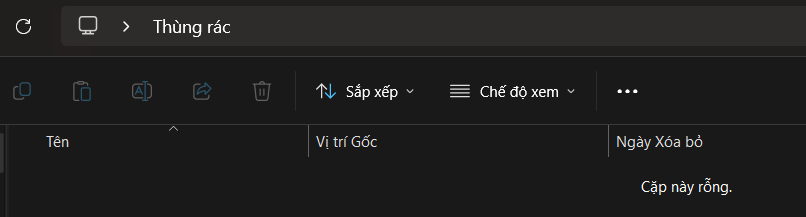 Thùng rác
Sắp xếp
Chế độ xem
Tên
Vị trí Gốc
Ngày Xóa bỏ
Cặp này rỗng.